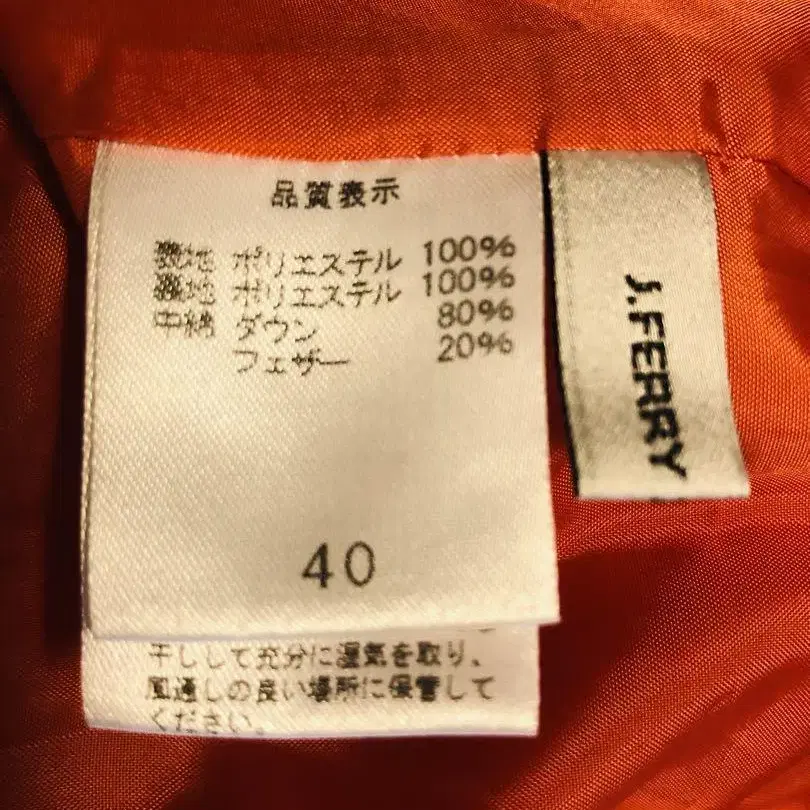 品質表示
表地 ポリエステル 100%
裏地 ポリエステル 100%
中綿 ダウン 80%
フェザー 20%
40
干しして充分に湿気を取り、
風通しの良い場所に保管して
ください。
J.FERRY